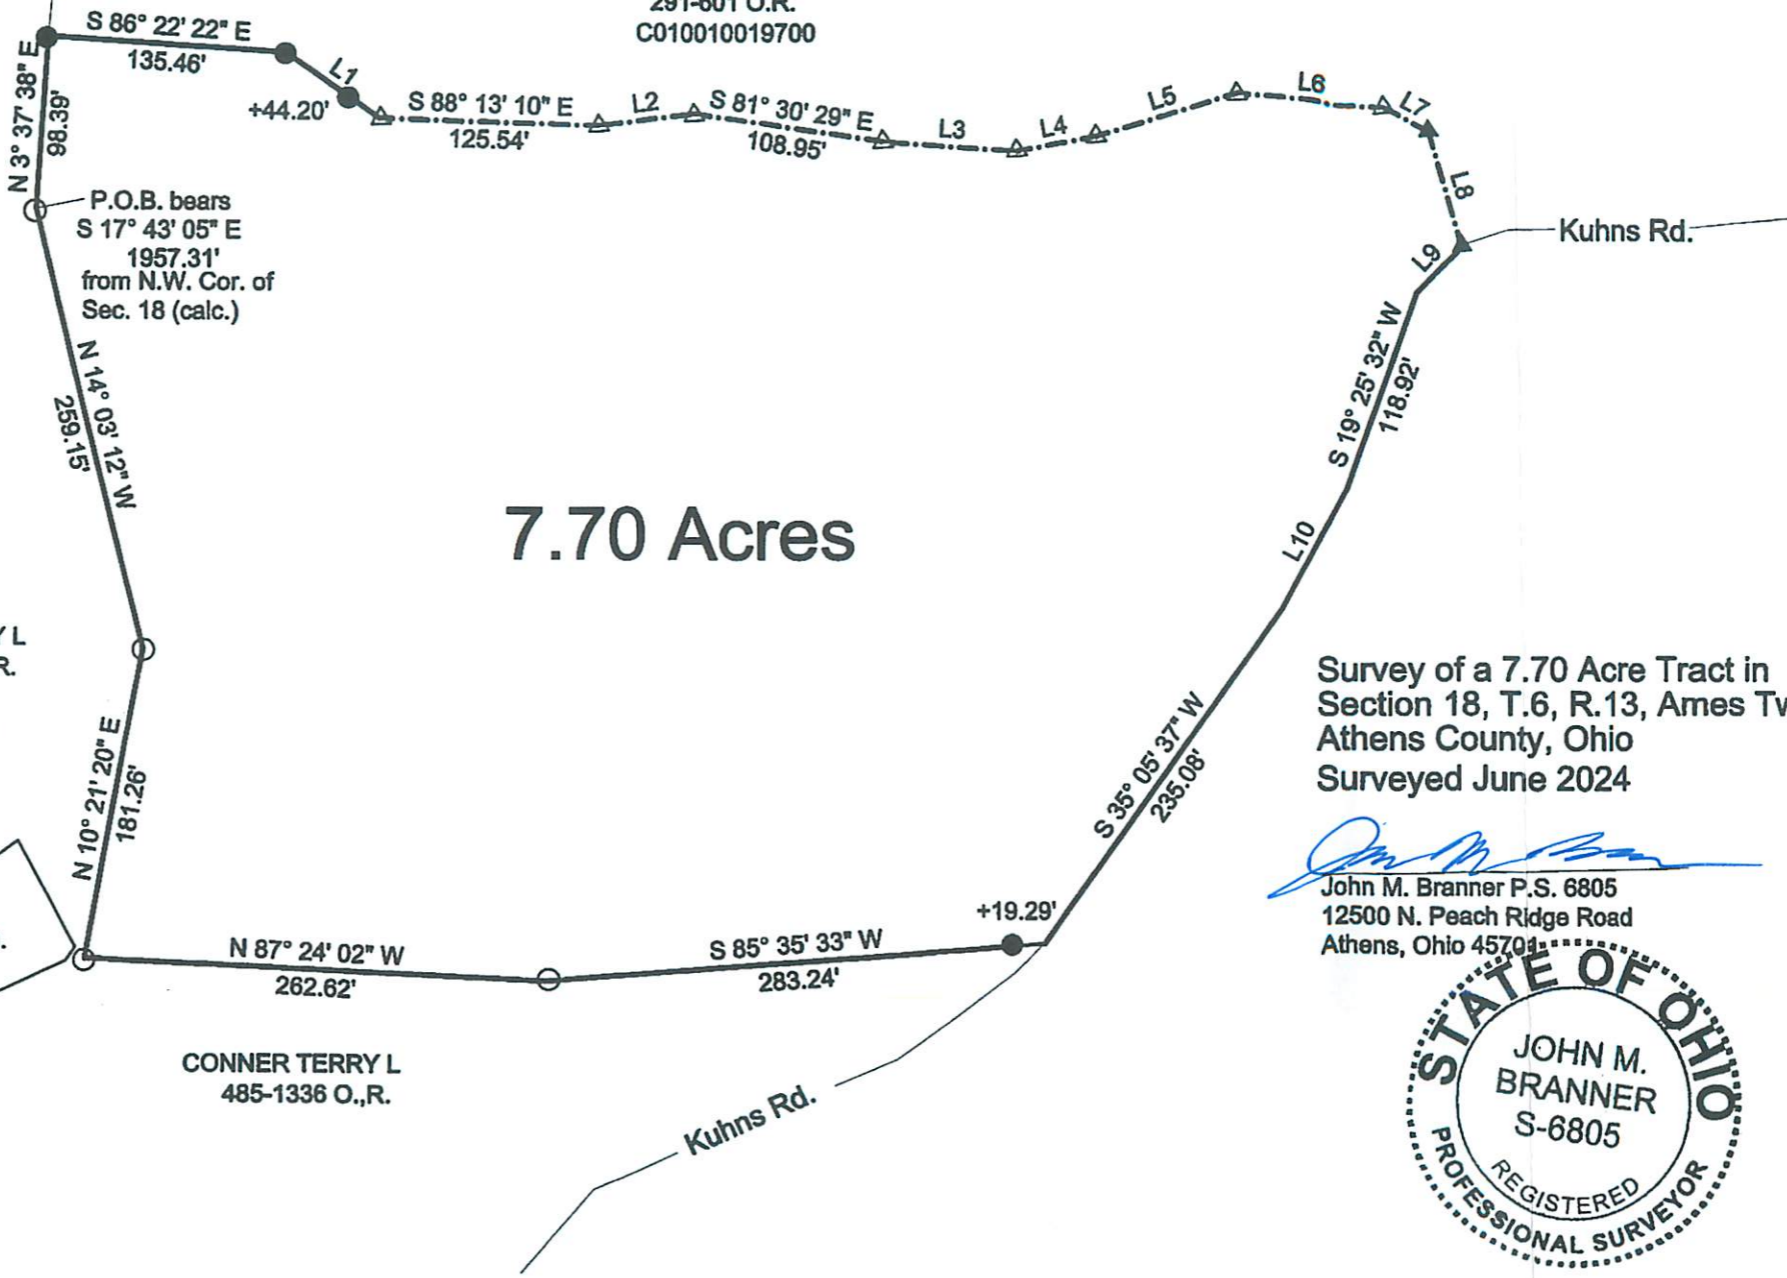 291-601 O.R.
C010010019700
S 86° 22' 22" E
135.46'
L1
+44.20'
S 88° 13' 10" E
125.54'
L2
S 81° 30' 29" E
108.95'
L3
L4
L5
L6
L7
L8
L9
Kuhns Rd.
N 3° 37' 38" E
98.39'
P.O.B. bears
S 17° 43' 05" E
1957.31'
from N.W. Cor. of
Sec. 18 (calc.)
N 14° 03' 12" W
259.15'
S 19° 25' 32" W
118.92'
7.70 Acres
L10
Y L
R.
N 10° 21' 20" E
181.26'
S 35° 05' 37" W
235.08'
Survey of a 7.70 Acre Tract in
Section 18, T.6, R.13, Ames Tw
Athens County, Ohio
Surveyed June 2024
John M. Branner P.S. 6805
12500 N. Peach Ridge Road
Athens, Ohio 45701
+19.29'
N 87° 24' 02" W
262.62'
S 85° 35' 33" W
283.24'
CONNER TERRY L
485-1336 O.,R.
Kuhns Rd.
STATE OF OHIO
JOHN M.
BRANNER
S-6805
REGISTERED
PROFESSIONAL SURVEYOR